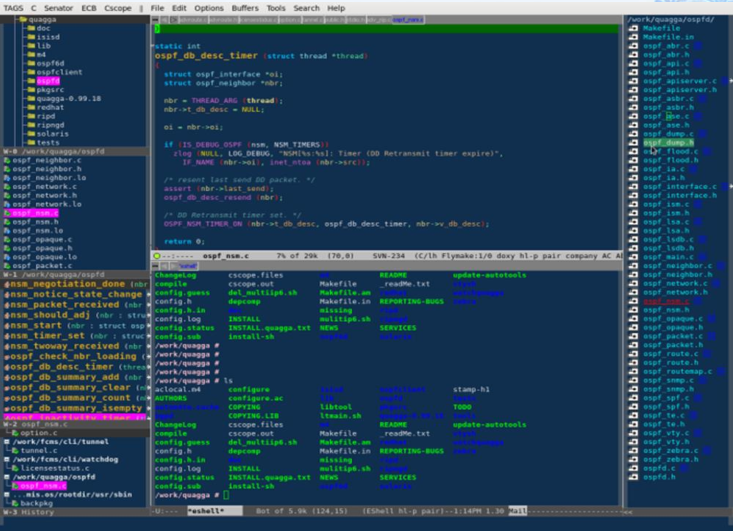 TAGS C Senator ECB Cscope File Edit Options Buffers Tools Search Help
quagga
doc
isisd
lib
m4
ospf6d
ospfclient
ospfd
pkgsrc
quagga-0.99.18
redhat
ripd
ripngd
solaris
tests
W-0 /work/quagga/ospfd
ospf_neighbor.c
ospf_neighbor.h
ospf_neighbor.lo
ospf_network.c
ospf_network.h
ospf_network.lo
ospf_nsm.c
ospf_nsm.h
ospf_nsm.lo
ospf_opaque.c
ospf_opaque.h
ospf_opaque.lo
ospf_packet.c
W-1 /work/quagga/ospfd
nsm_negotiation_done (nbr
nsm_notice_state_change
nsm_packet_received (nbr
nsm_should_adj (nbr : struc
nsm_start (nbr : struct osp
nsm_timer_set (nbr : struct
nsm_twoway_received (nbr
ospf_check_nbr_loading (
ospf_db_desc_timer (threa
ospf_db_summary_add (nbr
ospf_db_summary_clear (n
ospf_db_summary_count (
ospf_db_summary_isempty
W-2 ospf_nsm.c
option.c
/work/fcms/cli/tunnel
tunnel.c
/work/fcms/cli/watchdog
licensestatus.c
/work/quagga/ospfd
ospf_nsm.c
...mis.os/rootdir/usr/sbin
backpkg
W-3 History
static int
ospf_db_desc_timer (struct thread *thread)
{
struct ospf_interface *oi;
struct ospf_neighbor *nbr;
nbr = THREAD_ARG (thread);
nbr->t_db_desc = NULL;
oi = nbr->oi;
if (IS_DEBUG_OSPF (nsm, NSM_TIMERS))
zlog (NULL, LOG_DEBUG, "NSM[%s:%s]: Timer (DD Retransmit timer expire)",
IF_NAME (nbr->oi), inet_ntoa (nbr->src));
/* resent last send DD packet. */
assert (nbr->last_send);
ospf_db_desc_resend (nbr);
/* DD Retransmit timer set. */
OSPF_NSM_TIMER_ON (nbr->t_db_desc, ospf_db_desc_timer, nbr->v_db_desc);
return 0;
ospf_nsm.c 7% of 29k (70,0) SVN-234 (C/lh Flymake:1/0 doxy hl-p pair company AC A
ChangeLog cscope.files README update-autotools
compile cscope.out Makefile _readMe.txt
config.guess del_multiip6.sh Makefile.am
config.h depcomp Makefile.in REPORTING-BUGS
config.h.in missing
config.log INSTALL mulitip6.sh
config.status INSTALL.quagga.txt NEWS SERVICES
config.sub install-sh
/work/quagga #
/work/quagga #
/work/quagga #
/work/quagga # ls
aclocal.m4 configure stamp-h1
AUTHORS configure.ac
COPYING libtool TODO
COPYING.LIB ltmain.sh
ChangeLog cscope.files README update-autotools
compile cscope.out Makefile _readMe.txt
config.guess del_multiip6.sh Makefile.am
config.h depcomp Makefile.in REPORTING-BUGS
config.h.in missing
config.log INSTALL mulitip6.sh
config.status INSTALL.quagga.txt NEWS SERVICES
config.sub install-sh
/work/quagga #
-U:--- *eshell* Bot of 5.9k (124,15) (EShell hl-p pair)--1:14PM 1.30 Mail
/work/quagga/ospfd/
Makefile
Makefile.in
ospf_abr.c
ospf_abr.h
ospf_api.c
ospf_api.h
ospf_apiserver.c
ospf_apiserver.h
ospf_asbr.c
ospf_asbr.h
ospf_ase.c
ospf_ase.h
ospf_dump.c
ospf_dump.h
ospf_flood.c
ospf_flood.h
ospf_ia.c
ospf_ia.h
ospf_interface.c
ospf_interface.h
ospf_ism.c
ospf_ism.h
ospf_lsa.c
ospf_lsa.h
ospf_lsdb.c
ospf_lsdb.h
ospf_main.c
ospf_neighbor.c
ospf_neighbor.h
ospf_network.c
ospf_network.h
ospf_nsm.c
ospf_nsm.h
ospf_opaque.c
ospf_opaque.h
ospf_packet.c
ospf_packet.h
ospf_route.c
ospf_route.h
ospf_routemap.c
ospf_snmp.c
ospf_snmp.h
ospf_spf.c
ospf_spf.h
ospf_te.c
ospf_te.h
ospf_vty.c
ospf_vty.h
ospf_zebra.c
ospf_zebra.h
ospfd.c
ospfd.h